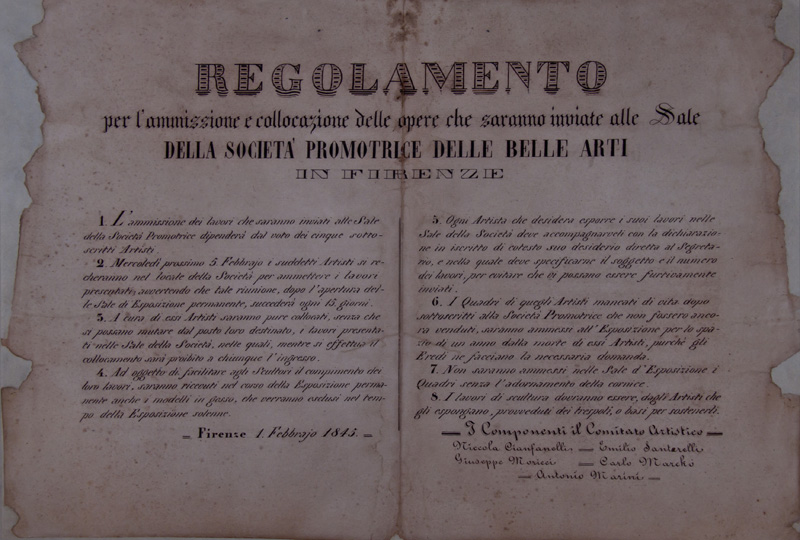 REGOLAMENTO
per l'ammissione e collocazione delle opere che saranno inviate alle Sale
DELLA SOCIETÁ PROMOTRICE DELLE BELLE ARTI
IN FIRENZE
1. L'ammissione dei lavori che saranno inviati alle Sale
della Società Promotrice dipenderà dal voto dei cinque sotto-
scritti Artisti.
2. Mercoledì prossimo 5. Febbrajo i suddetti Artisti si re-
cheranno nel locale della Società per ammettere i lavori
presentati, avvertendo che tale riunione, dopo l'apertura del-
le Sale di Esposizione permanente, succederà ogni 15 giorni.
3. A cura di essi Artisti saranno pure collocati, senza che
si possano mutare dal posto loro destinato, i lavori presenta-
ti nelle Sale della Società, nelle quali, mentre si effettua il
collocamento sarà proibito a chiunque l'ingresso.
4. Ad oggetto di facilitare agli Scultori il compimento dei
loro lavori, saranno ricevuti nel corso della Esposizione perma-
nente anche i modelli in gesso, che verranno esclusi nel tem-
po della Esposizione solenne.
Firenze 1. Febbrajo 1845.
5. Ogni Artista che desidera esporre i suoi lavori nelle
Sale della Società deve accompagnarveli con la dichiarazio-
ne in iscritto di cotesto suo desiderio diretta al Segreta-
rio, e nella quale deve specificarne il soggetto e il numero
dei lavori, per evitare che vi possano essere furtivamente
inviati.
6. I Quadri di quegli Artisti mancati di vita dopo
sottoscritti alla Società Promotrice che non fossero anco-
ra venduti, saranno ammessi all'Esposizione per lo spa-
zio di un anno dalla morte di essi Artisti, purchè gli
Eredi ne facciano la necessaria domanda.
7. Non saranno ammessi nelle Sale d'Esposizione i
Quadri senza l'adornamento della cornice.
8. I lavori di scultura dovranno essere, dagli Artisti che
gli espongano, provveduti dei trespoli, o basi per sostenerli.
I Componenti il Comitato Artistico
Niccola Cianfanelli — Emilio Santarelli
Giuseppe Moricci — Carlo Markò
Antonio Marini